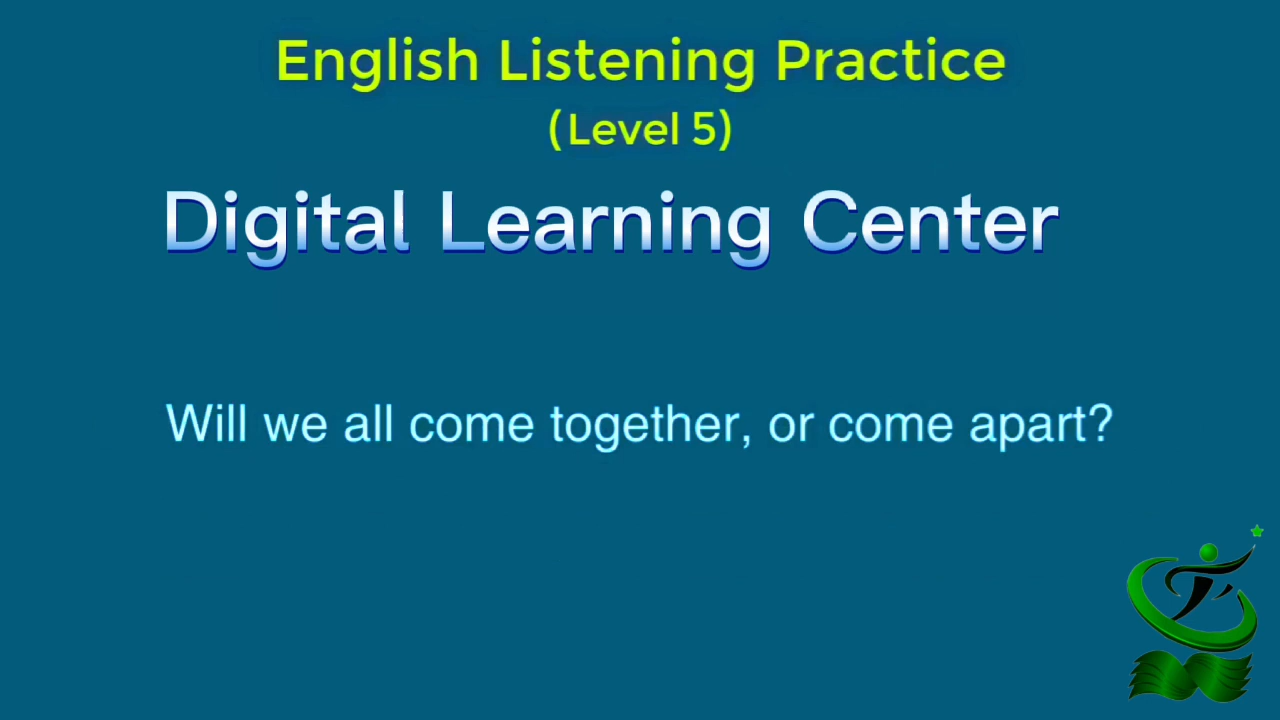 English Listening Practice
(Level 5)
Digital Learning Center
Will we all come together, or come apart?